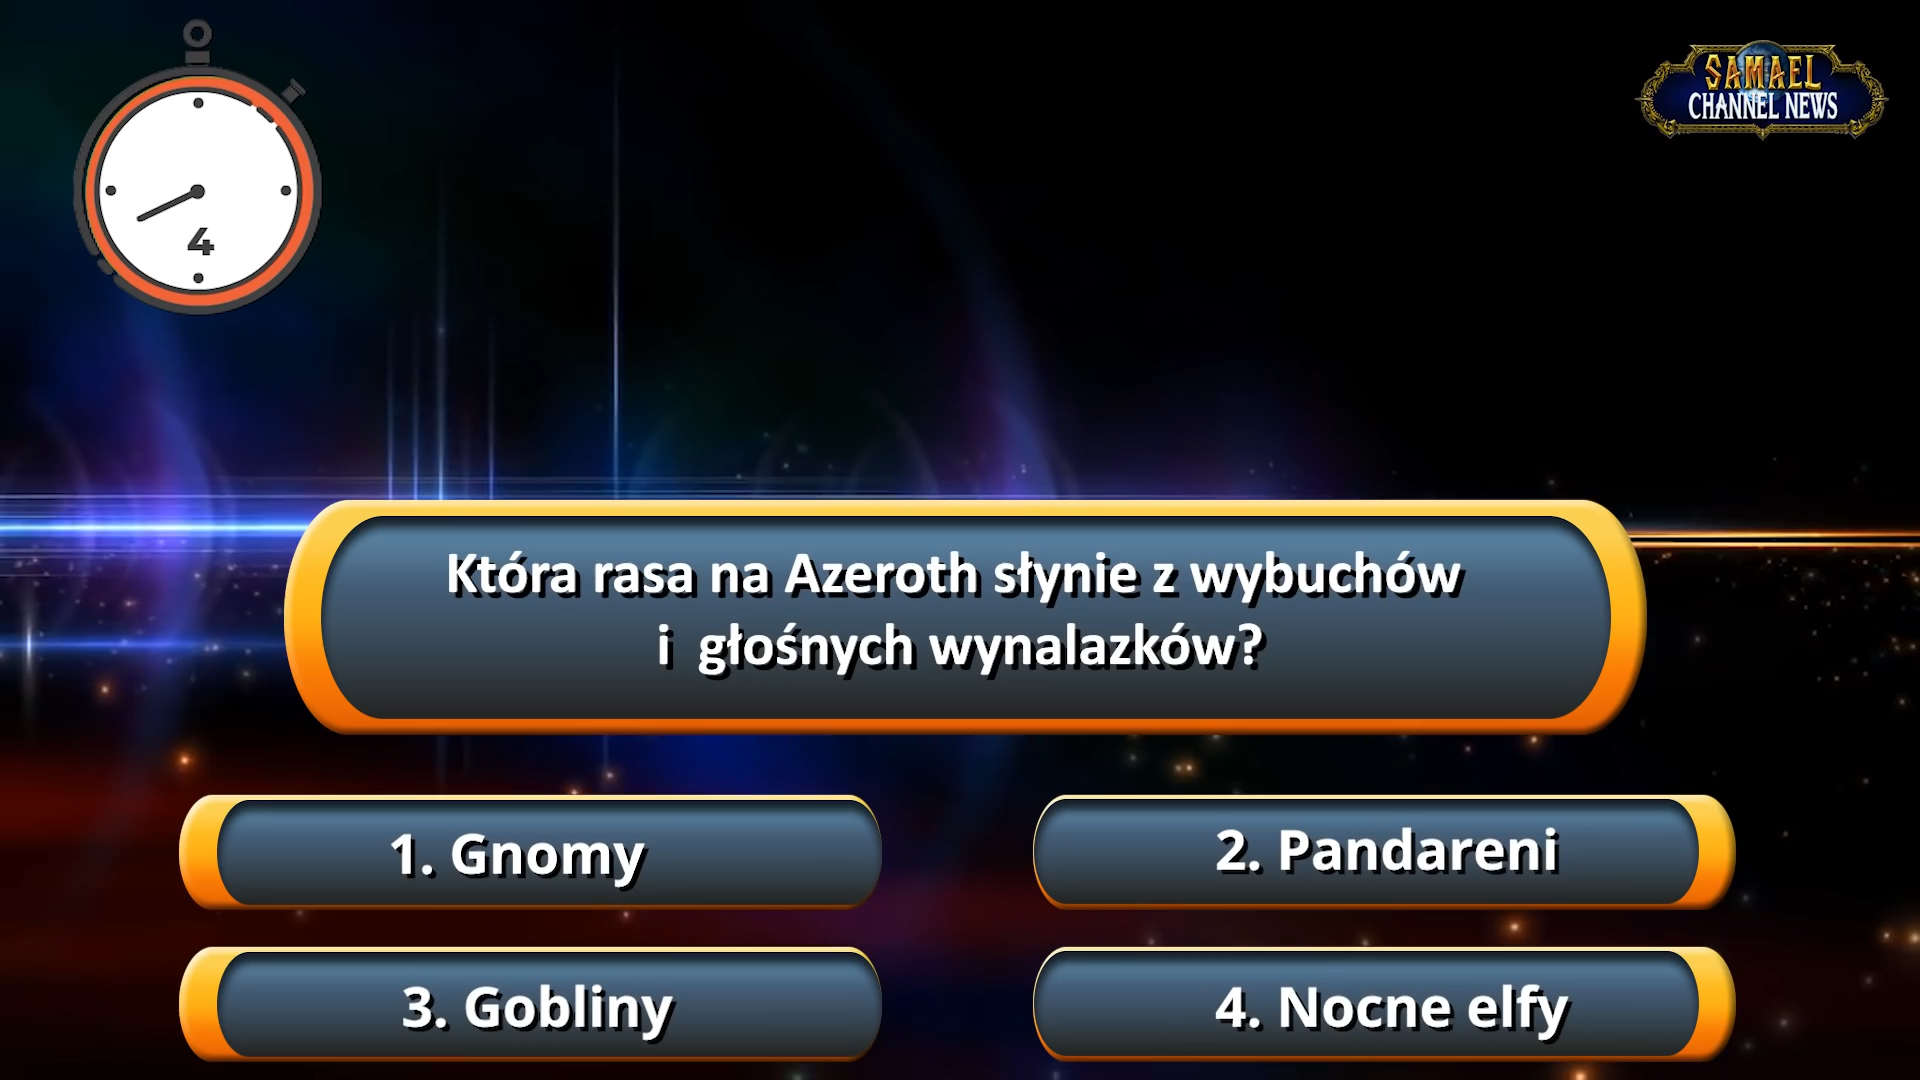 4
SAMAEL
CHANNEL NEWS
Która rasa na Azeroth słynie z wybuchów
i głośnych wynalazków?
1. Gnomy
2. Pandareni
3. Gobliny
4. Nocne elfy